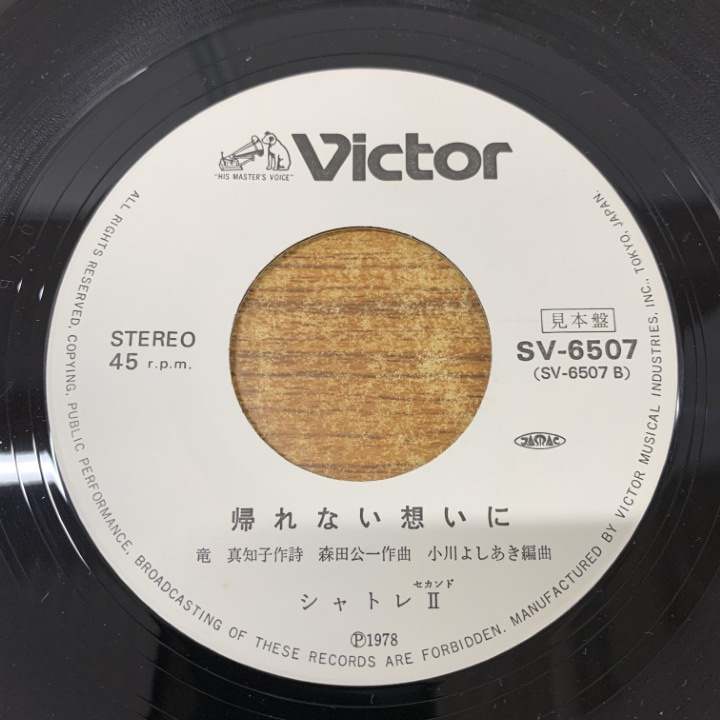 Victor
"HIS MASTER'S VOICE"
STEREO
45 r.p.m.
見本盤
SV-6507
(SV-6507 B)
JASRAC
帰れない想いに
竜 真知子作詩 森田公一作曲 小川よしあき編曲
セカンド
シャトレⅡ
Ⓟ1978
ALL RIGHTS RESERVED, COPYING, PUBLIC PERFORMANCE, BROADCASTING OF THESE RECORDS ARE FORBIDDEN. MANUFACTURED BY VICTOR MUSICAL INDUSTRIES, INC., TOKYO, JAPAN.